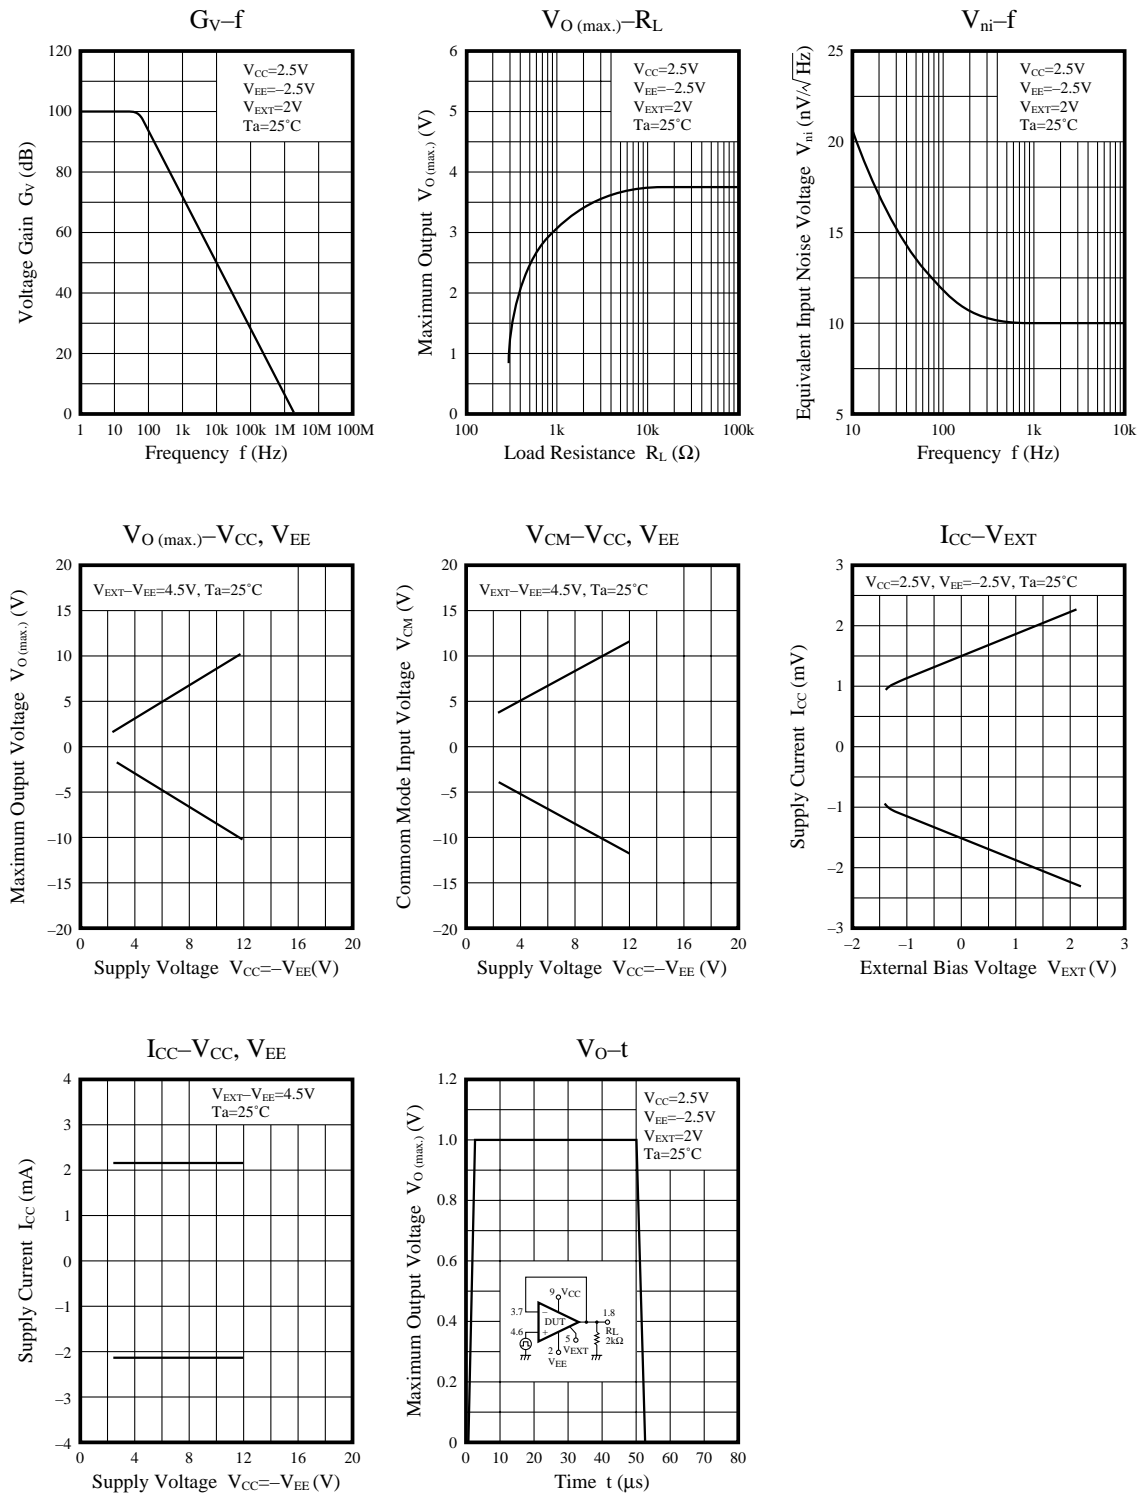 GV–f
VCC=2.5V
VEE=–2.5V
VEXT=2V
Ta=25˚C
Voltage Gain GV (dB)
120
100
80
60
40
20
0
1 10 100 1k 10k 100k 1M 10M 100M
Frequency f (Hz)
VO (max.)–RL
VCC=2.5V
VEE=–2.5V
VEXT=2V
Ta=25˚C
Maximum Output VO (max.) (V)
6
5
4
3
2
1
0
100 1k 10k 100k
Load Resistance RL (Ω)
Vni–f
VCC=2.5V
VEE=–2.5V
VEXT=2V
Ta=25˚C
Equivalent Input Noise Voltage Vni (nV/√Hz)
25
20
15
10
5
10 100 1k 10k
Frequency f (Hz)
VO (max.)–VCC, VEE
VEXT–VEE=4.5V, Ta=25˚C
Maximum Output Voltage VO (max.) (V)
20
15
10
5
0
–5
–10
–15
–20
0 4 8 12 16 20
Supply Voltage VCC=–VEE(V)
VCM–VCC, VEE
VEXT–VEE=4.5V, Ta=25˚C
Commom Mode Input Voltage VCM (V)
20
15
10
5
0
–5
–10
–15
–20
0 4 8 12 16 20
Supply Voltage VCC=–VEE (V)
ICC–VEXT
VCC=2.5V, VEE=–2.5V, Ta=25˚C
Supply Current ICC (mV)
3
2
1
0
–1
–2
–3
–2 –1 0 1 2 3
External Bias Voltage VEXT (V)
ICC–VCC, VEE
VEXT–VEE=4.5V
Ta=25˚C
Supply Current ICC (mA)
4
3
2
1
0
–1
–2
–3
–4
0 4 8 12 16 20
Supply Voltage VCC=–VEE (V)
VO–t
VCC=2.5V
VEE=–2.5V
VEXT=2V
Ta=25˚C
Maximum Output Voltage VO (max.) (V)
1.2
1.0
0.8
0.6
0.4
0.2
0
9 VCC
3.7
–
DUT
1.8
4.6
+
RL
2kΩ
5
VEXT
2
VEE
0 10 20 30 40 50 60 70 80
Time t (µs)